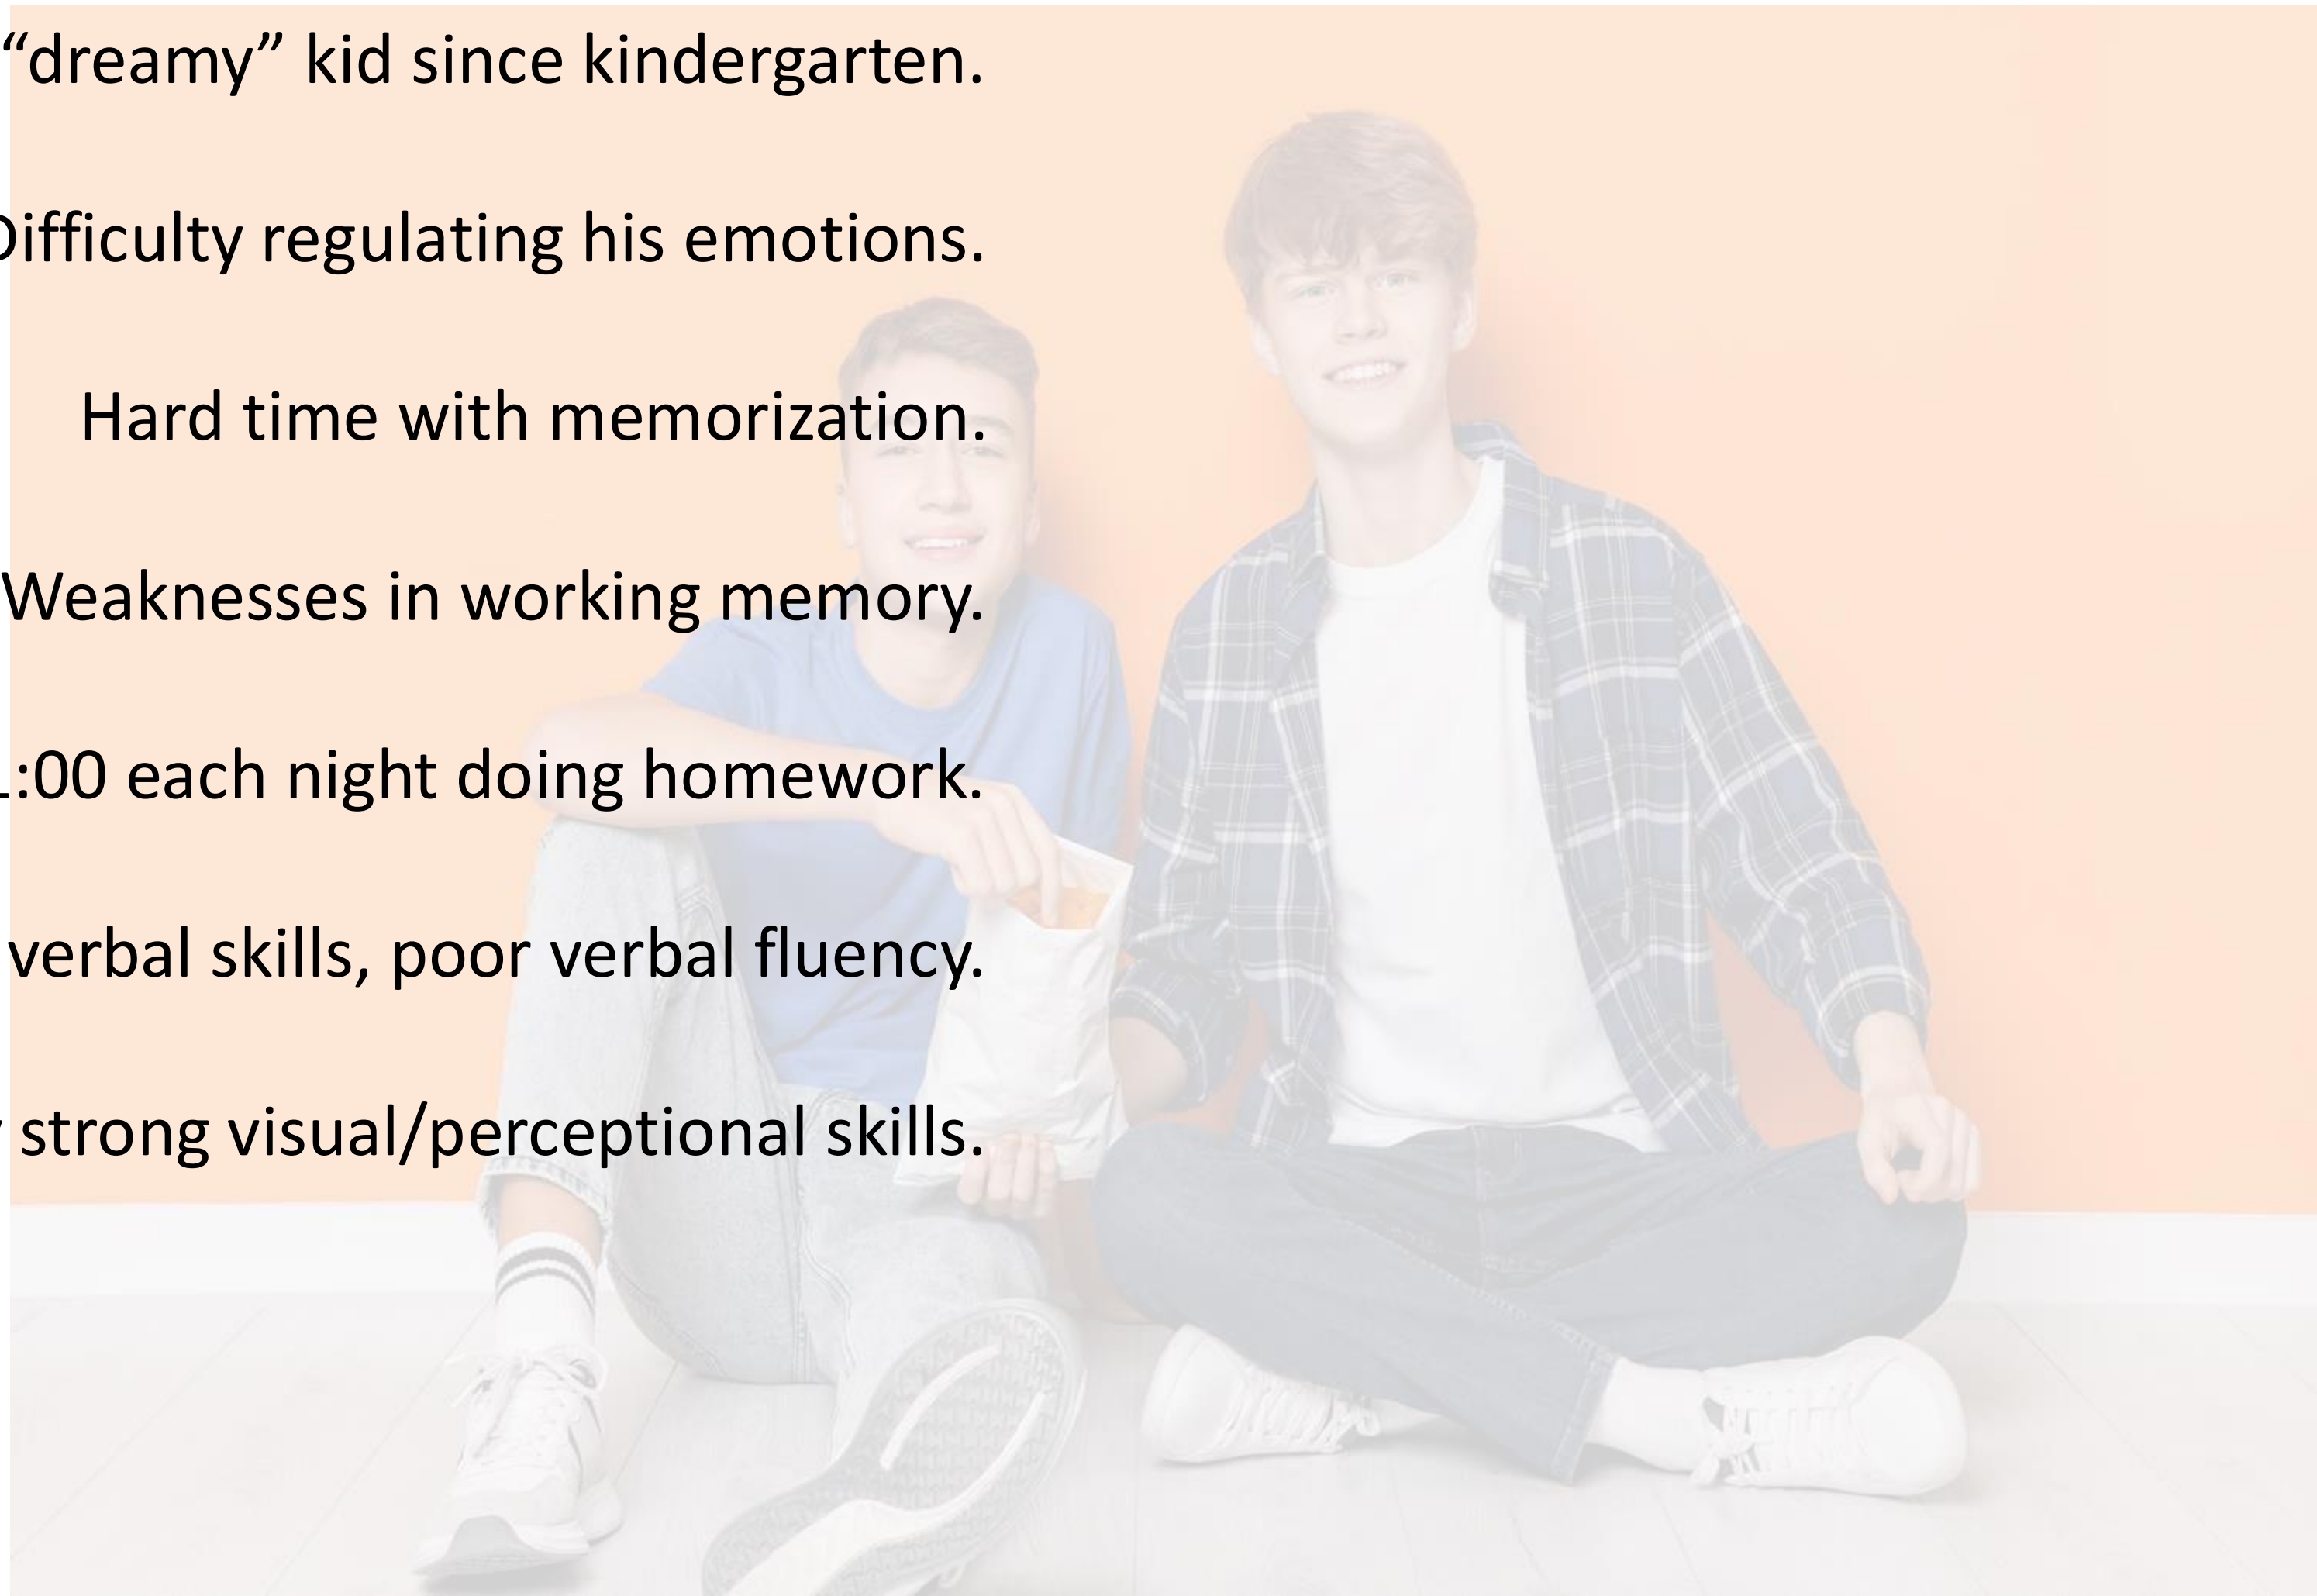 “dreamy” kid since kindergarten.
Difficulty regulating his emotions.
Hard time with memorization.
Weaknesses in working memory.
:00 each night doing homework.
verbal skills, poor verbal fluency.
strong visual/perceptional skills.